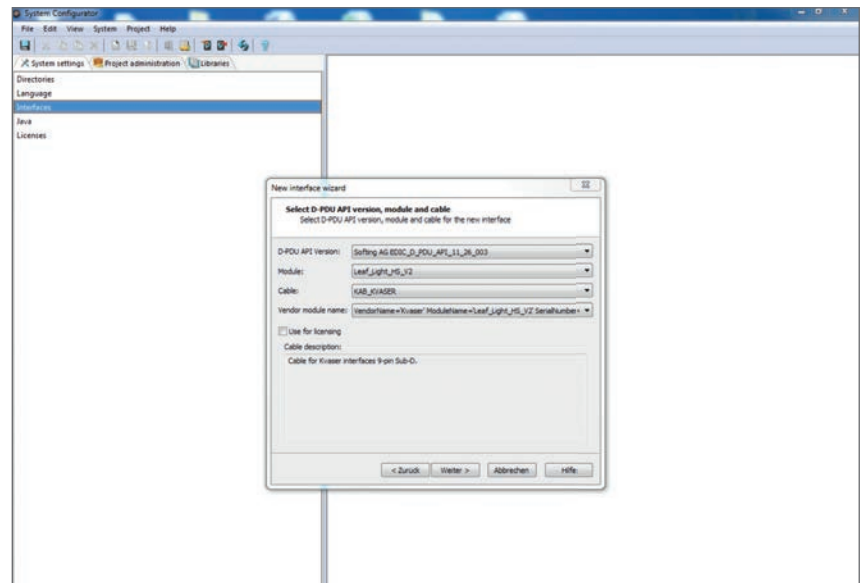 System Configurator
File Edit View System Project Help
System settings Project administration Libraries
Directories
Language
Interfaces
Java
Licenses
New interface wizard
Select D-PDU API version, module and cable
Select D-PDU API version, module and cable for the new interface
D-PDU API Version: Softing AG EDIC_D_PDU_API_11_26_003
Module: Leaf_Light_HS_V2
Cable: KAB_KVASER
Vendor module name: VendorName='Kvaser' ModuleName='Leaf_Light_HS_V2' SerialNumber=
Use for licensing
Cable description:
Cable for Kvaser interfaces 9-pin Sub-D.
< Zurück Weiter > Abbrechen Hilfe